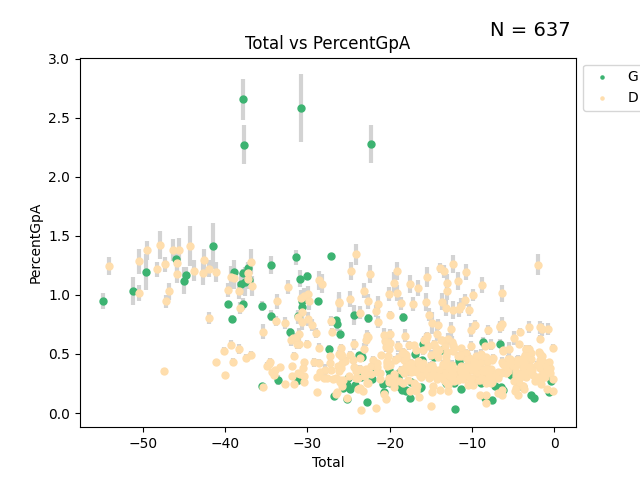 N = 637
Total vs PercentGpA
G
D
PercentGpA
3.0
2.5
2.0
1.5
1.0
0.5
0.0
−50 −40 −30 −20 −10 0
Total